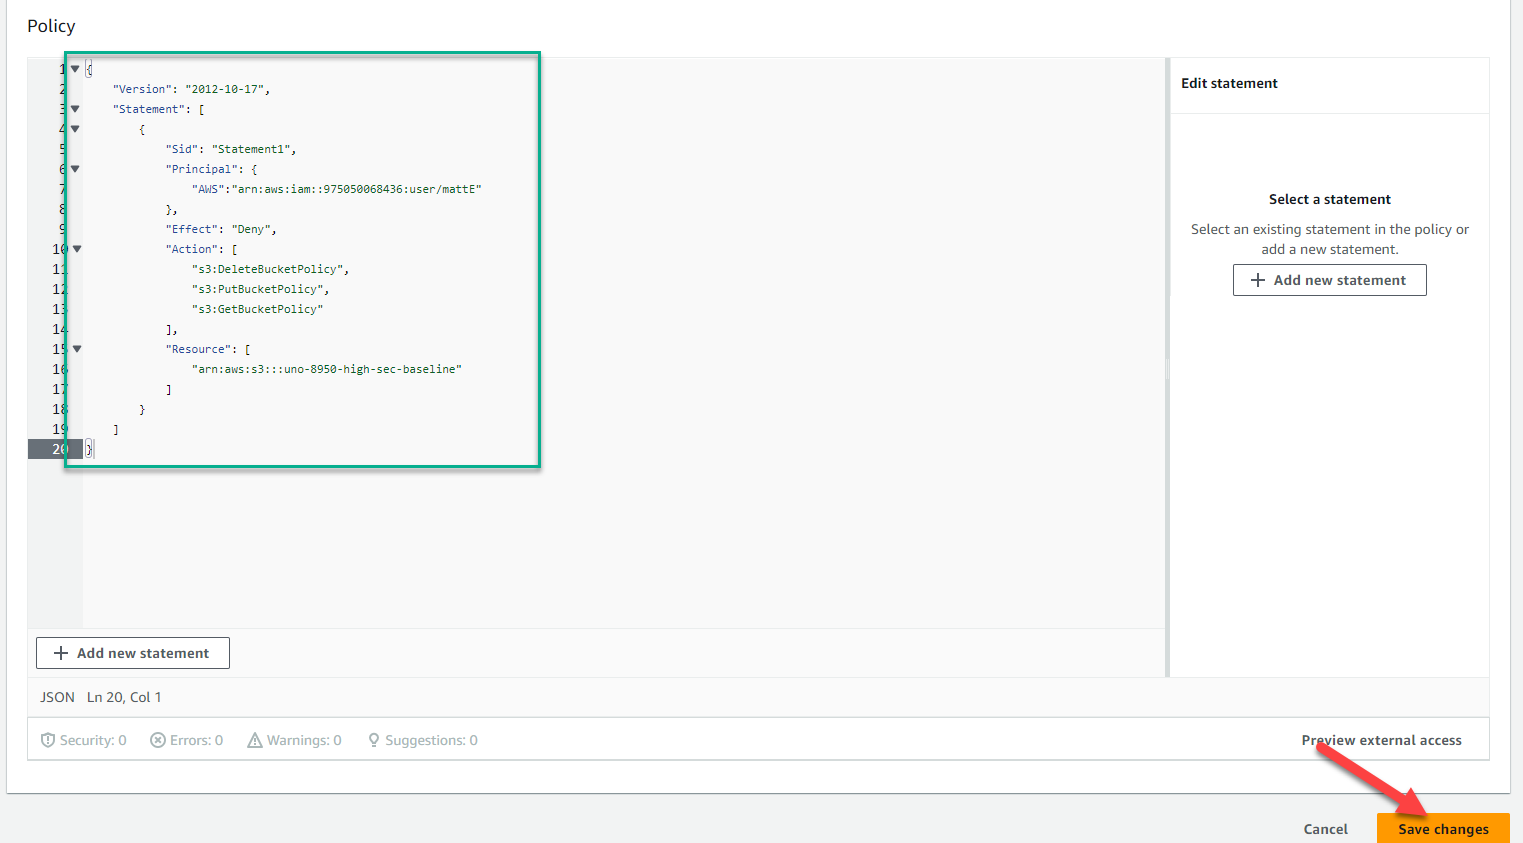 Policy
1 {
2 "Version": "2012-10-17",
3 "Statement": [
4 {
5 "Sid": "Statement1",
6 "Principal": {
7 "AWS":"arn:aws:iam::975050068436:user/mattE"
8 },
9 "Effect": "Deny",
10 "Action": [
11 "s3:DeleteBucketPolicy",
12 "s3:PutBucketPolicy",
13 "s3:GetBucketPolicy"
14 ],
15 "Resource": [
16 "arn:aws:s3:::uno-8950-high-sec-baseline"
17 ]
18 }
19 ]
20 }
Edit statement
Select a statement
Select an existing statement in the policy or
add a new statement.
+ Add new statement
+ Add new statement
JSON Ln 20, Col 1
Security: 0 Errors: 0 Warnings: 0 Suggestions: 0
Preview external access
Cancel Save changes